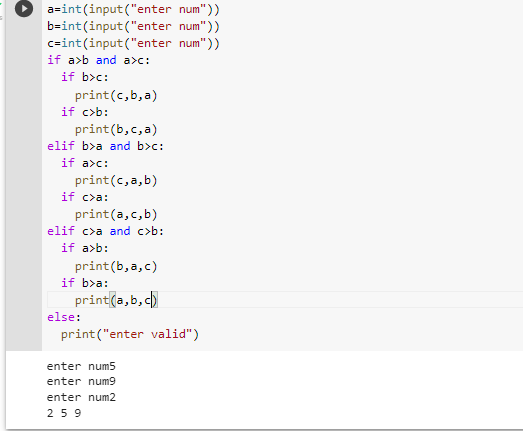 a=int(input("enter num"))
b=int(input("enter num"))
c=int(input("enter num"))
if a>b and a>c:
  if b>c:
    print(c,b,a)
  if c>b:
    print(b,c,a)
elif b>a and b>c:
  if a>c:
    print(c,a,b)
  if c>a:
    print(a,c,b)
elif c>a and c>b:
  if a>b:
    print(b,a,c)
  if b>a:
    print(a,b,c)
else:
  print("enter valid")
enter num5
enter num9
enter num2
2 5 9